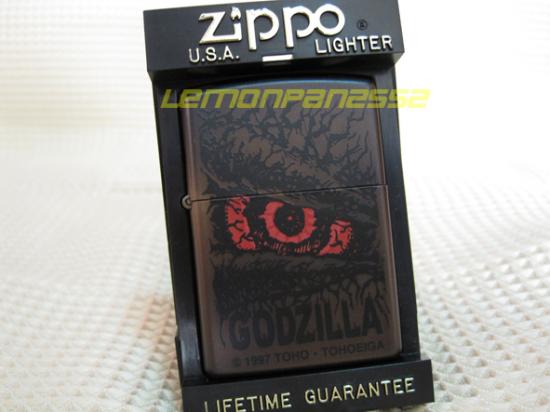 zippo ®
U.S.A. LIGHTER
Lemonpan2552
GODZILLA
© 1997 TOHO · TOHOEIGA
LIFETIME GUARANTEE